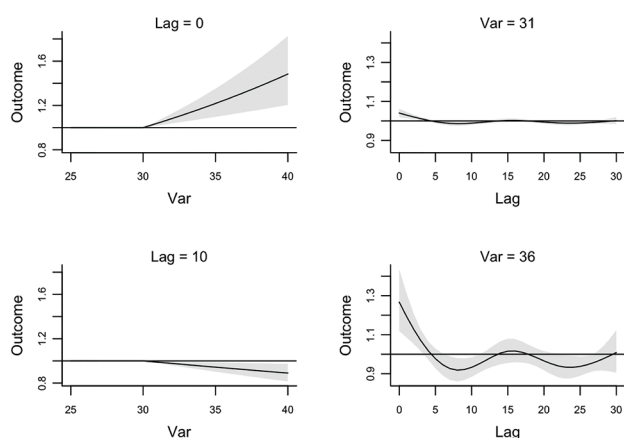 Lag = 0
Outcome
0.8 1.2 1.6
25 30 35 40
Var
Var = 31
Outcome
0.9 1.1 1.3
0 5 10 15 20 25 30
Lag
Lag = 10
Outcome
0.8 1.2 1.6
25 30 35 40
Var
Var = 36
Outcome
0.9 1.1 1.3
0 5 10 15 20 25 30
Lag